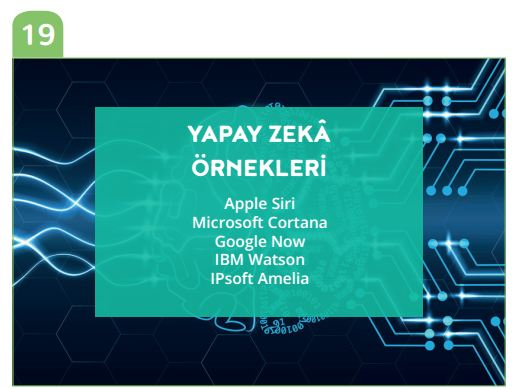 19
YAPAY ZEKÂ
ÖRNEKLERİ
Apple Siri
Microsoft Cortana
Google Now
IBM Watson
IPsoft Amelia